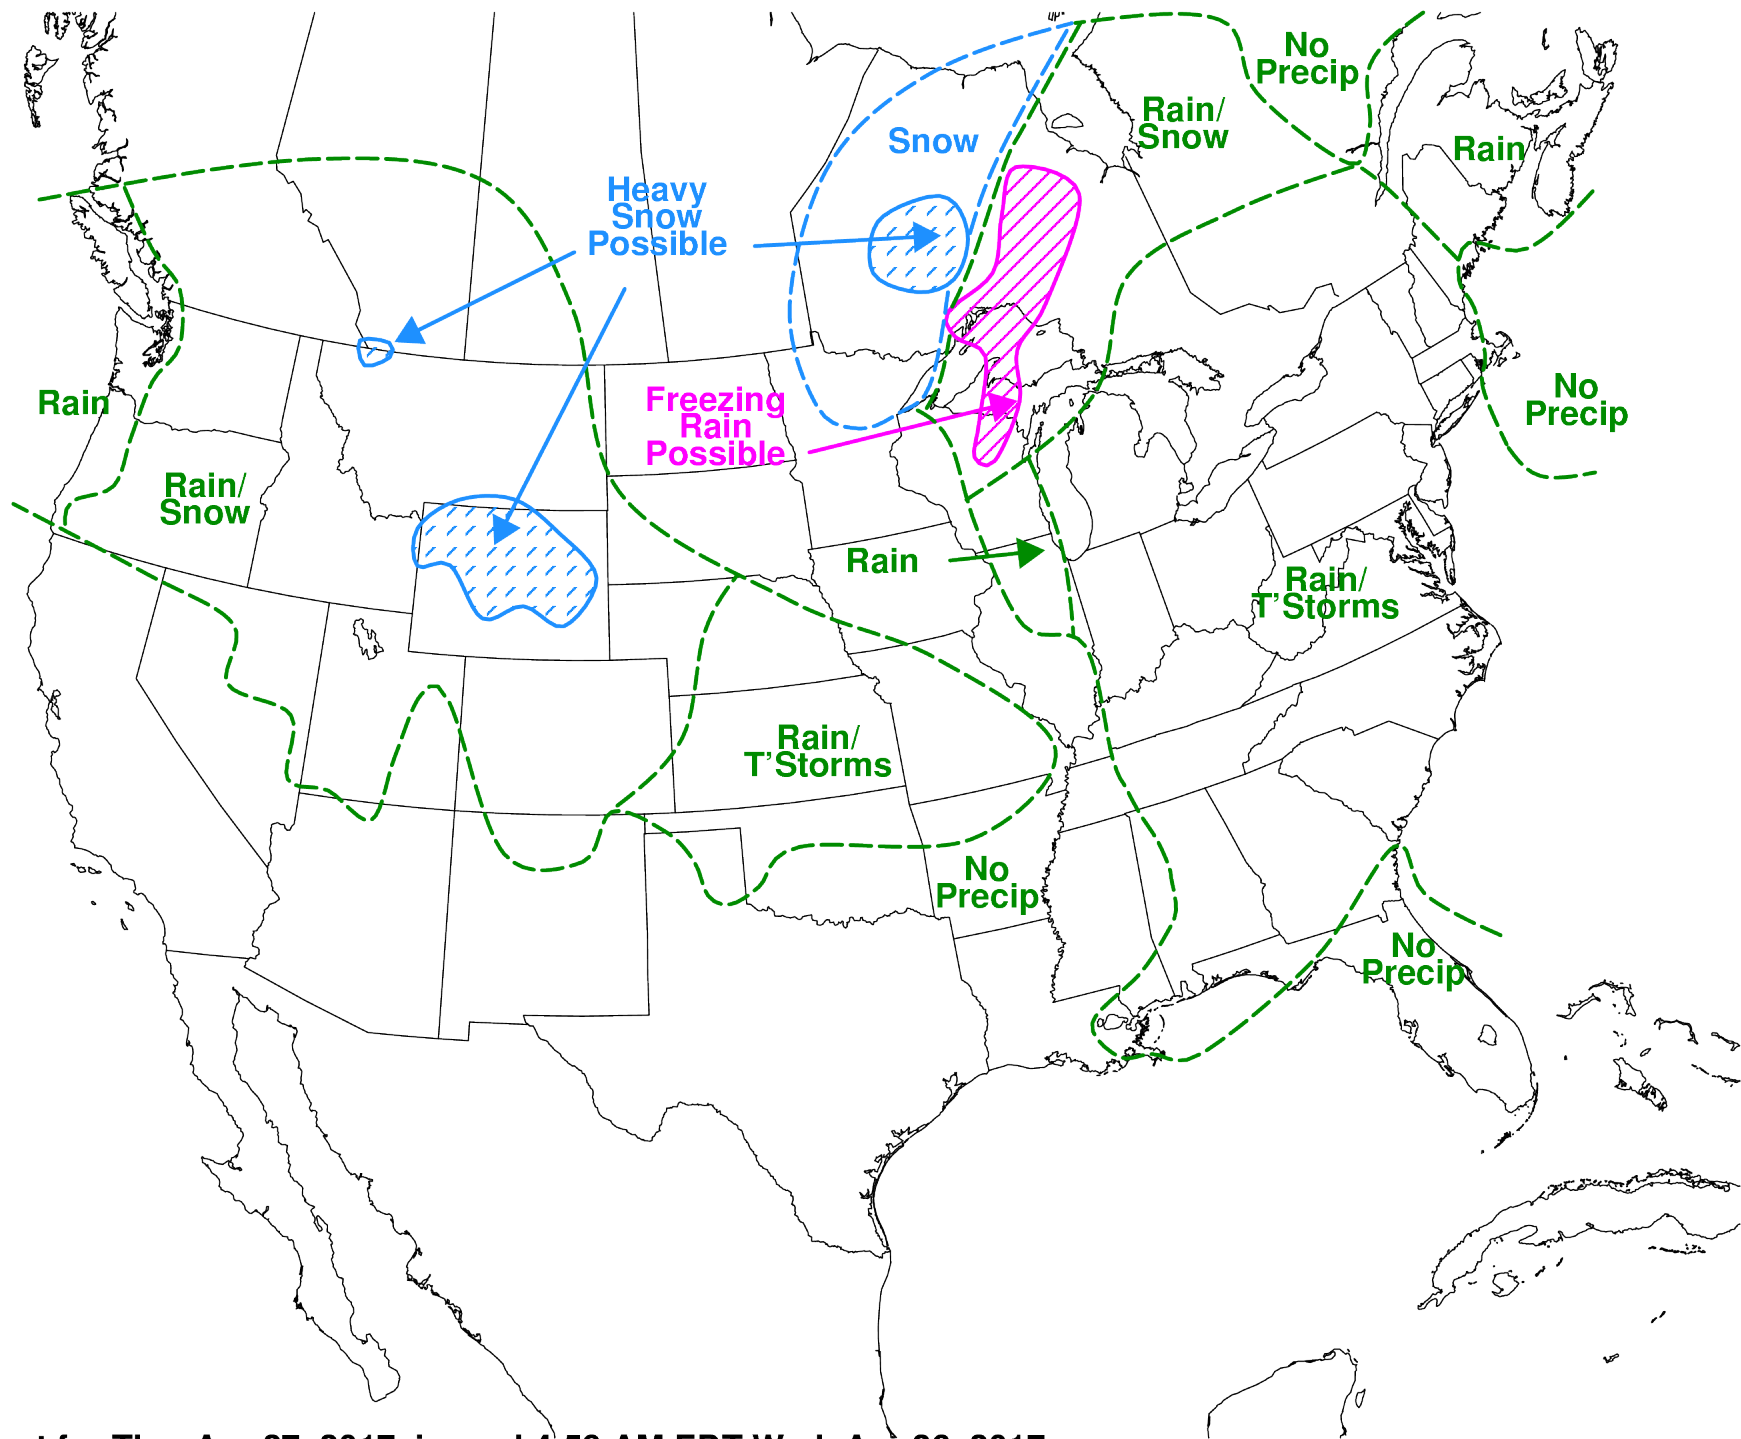 No
Precip
Rain/
Snow
Snow
Rain
Heavy
Snow
Possible
Rain
Freezing
Rain
Possible
No
Precip
Rain/
Snow
Rain
Rain/
T'Storms
Rain/
T'Storms
No
Precip
No
Precip